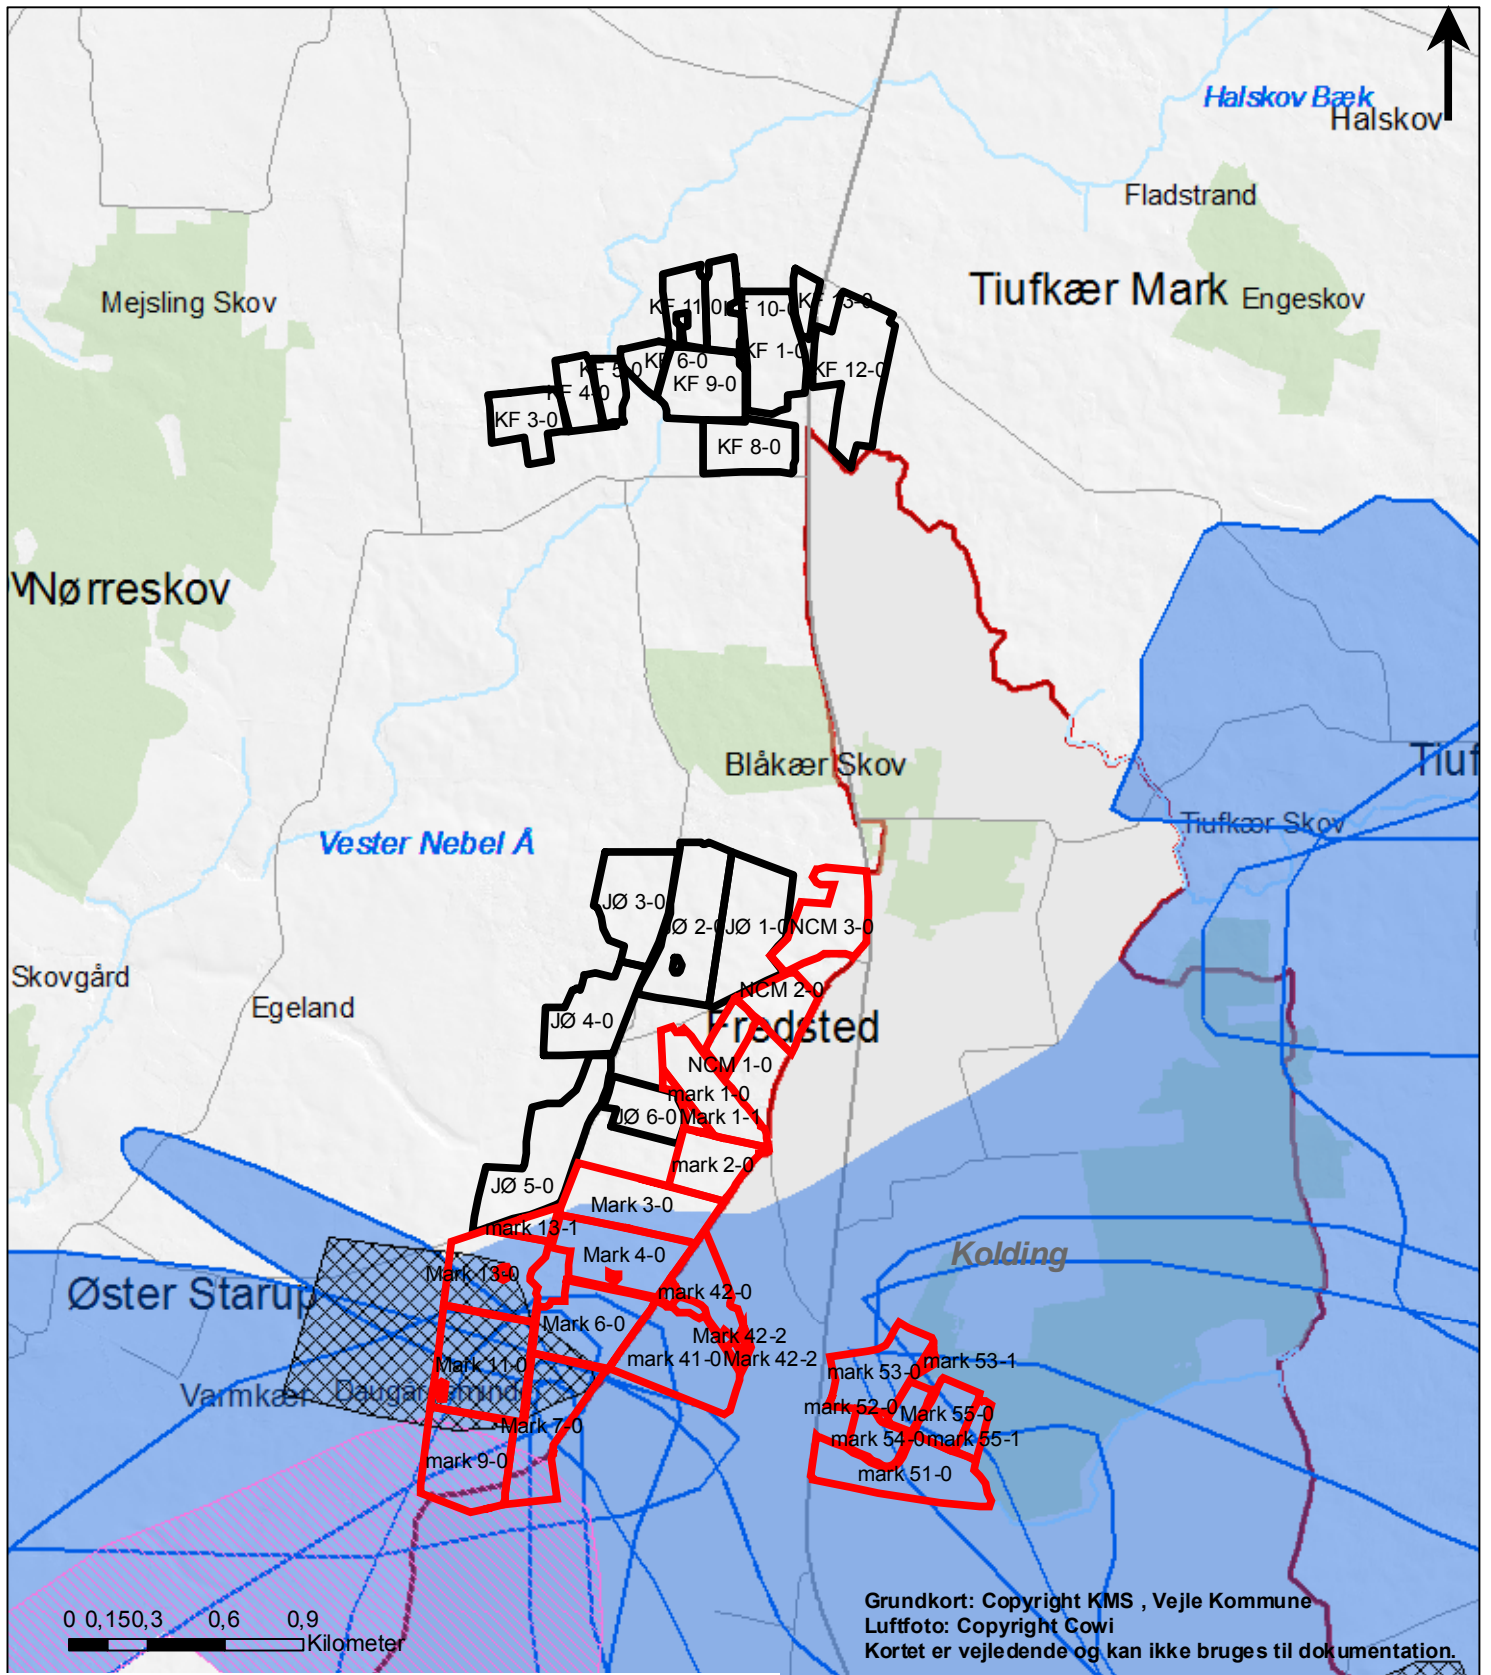 Halskov Bæk
Halskov
Fladstrand
Tiufkær Mark
Engeskov
Mejsling Skov
KF 11-0
KF 10-0
KF 13-0
KF 1-0
KF 6-0
KF 5-0
KF 12-0
KF 9-0
KF 4-0
KF 3-0
KF 8-0
Nørreskov
Blåkær Skov
Tiuf
Tiufkær Skov
Vester Nebel Å
JØ 3-0
JØ 2-0
JØ 1-0
NCM 3-0
Skovgård
Egeland
NCM 2-0
JØ 4-0
Fredsted
NCM 1-0
mark 1-0
JØ 6-0
Mark 1-1
mark 2-0
JØ 5-0
Mark 3-0
mark 13-1
Mark 4-0
Kolding
Mark 13-0
Øster Starup
mark 42-0
Mark 6-0
Mark 42-2
mark 41-0
Mark 42-2
mark 53-1
mark 53-0
Mark 11-0
Varmkær
mark 52-0
Mark 55-0
Mark 7-0
mark 54-0
mark 55-1
mark 9-0
mark 51-0
Grundkort: Copyright KMS , Vejle Kommune
Luftfoto: Copyright Cowi
Kortet er vejledende og kan ikke bruges til dokumentation.
0 0,15 0,3 0,6 0,9
Kilometer